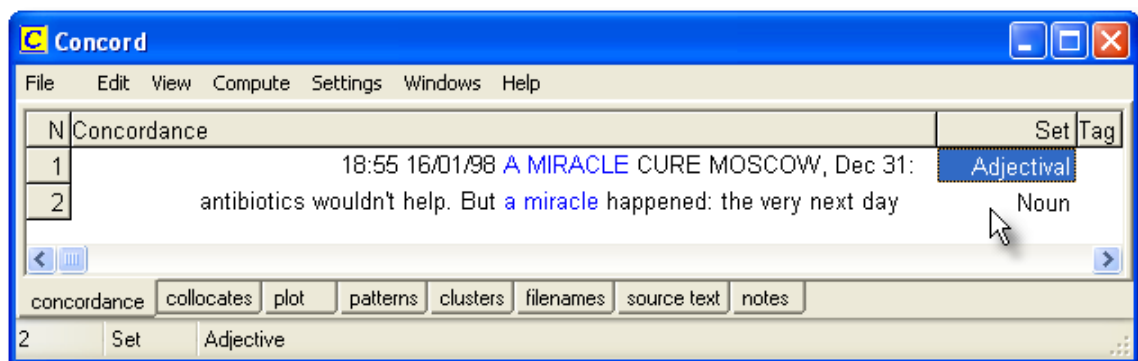 C Concord
File Edit View Compute Settings Windows Help
N Concordance Set Tag
1 18:55 16/01/98 A MIRACLE CURE MOSCOW, Dec 31: Adjectival
2 antibiotics wouldn't help. But a miracle happened: the very next day Noun
concordance collocates plot patterns clusters filenames source text notes
2 Set Adjective